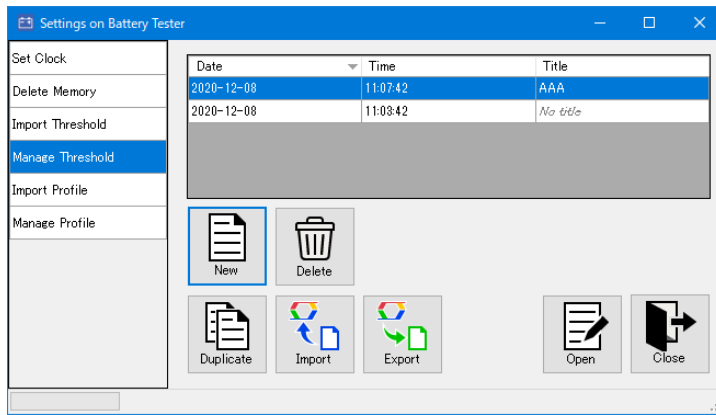 Settings on Battery Tester
Set Clock
Delete Memory
Import Threshold
Manage Threshold
Import Profile
Manage Profile
Date Time Title
2020-12-08 11:07:42 AAA
2020-12-08 11:03:42 No title
New Delete
Duplicate Import Export Open Close